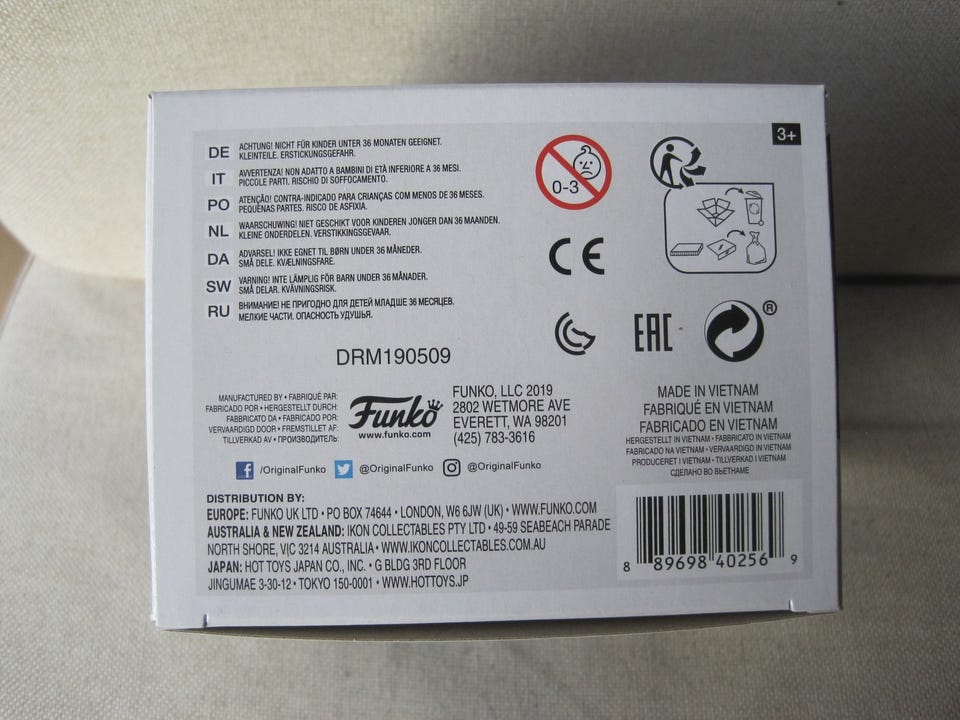 3+
DE ACHTUNG! NICHT FÜR KINDER UNTER 36 MONATEN GEEIGNET.
KLEINTEILE. ERSTICKUNGSGEFAHR.
IT AVVERTENZA! NON ADATTO A BAMBINI DI ETÀ INFERIORE A 36 MESI.
PICCOLE PARTI. RISCHIO DI SOFFOCAMENTO.
PO ATENÇÃO! CONTRA-INDICADO PARA CRIANÇAS COM MENOS DE 36 MESES.
PEQUENAS PARTES. RISCO DE ASFIXIA.
NL WAARSCHUWING! NIET GESCHIKT VOOR KINDEREN JONGER DAN 36 MAANDEN.
KLEINE ONDERDELEN. VERSTIKKINGSGEVAAR.
DA ADVARSEL! IKKE EGNET TIL BØRN UNDER 36 MÅNEDER.
SMÅ DELE. KVÆLNINGSFARE.
SW VARNING! INTE LÄMPLIG FÖR BARN UNDER 36 MÅNADER.
SMÅ DELAR. KVÄVNINGSRISK.
RU ВНИМАНИЕ! НЕ ПРИГОДНО ДЛЯ ДЕТЕЙ МЛАДШЕ 36 МЕСЯЦЕВ.
МЕЛКИЕ ЧАСТИ. ОПАСНОСТЬ УДУШЬЯ.
0-3
CE
EAC
®
DRM190509
MANUFACTURED BY • FABRIQUÉ PAR:
FABRICADO POR • HERGESTELLT DURCH:
FABBRICATO DA • FABRICADO POR:
VERVAARDIGD DOOR • FREMSTILLET AF:
TILLVERKAD AV • ПРОИЗВОДИТЕЛЬ:
Funko
www.funko.com
FUNKO, LLC 2019
2802 WETMORE AVE
EVERETT, WA 98201
(425) 783-3616
/OriginalFunko @OriginalFunko @OriginalFunko
MADE IN VIETNAM
FABRIQUÉ EN VIETNAM
FABRICADO EN VIETNAM
HERGESTELLT IN VIETNAM • FABBRICATO IN VIETNAM
FABRICADO NA VIETNAM • VERVAARDIGD IN VIETNAM
PRODUCERET I VIETNAM • TILLVERKAD I VIETNAM
СДЕЛАНО ВО ВЬЕТНАМЕ
DISTRIBUTION BY:
EUROPE: FUNKO UK LTD • PO BOX 74644 • LONDON, W6 6JW (UK) • WWW.FUNKO.COM
AUSTRALIA & NEW ZEALAND: IKON COLLECTABLES PTY LTD • 49-59 SEABEACH PARADE
NORTH SHORE, VIC 3214 AUSTRALIA • WWW.IKONCOLLECTABLES.COM.AU
JAPAN: HOT TOYS JAPAN CO., INC. • G BLDG 3RD FLOOR
JINGUMAE 3-30-12 • TOKYO 150-0001 • WWW.HOTTOYS.JP
8 89698 40256 9